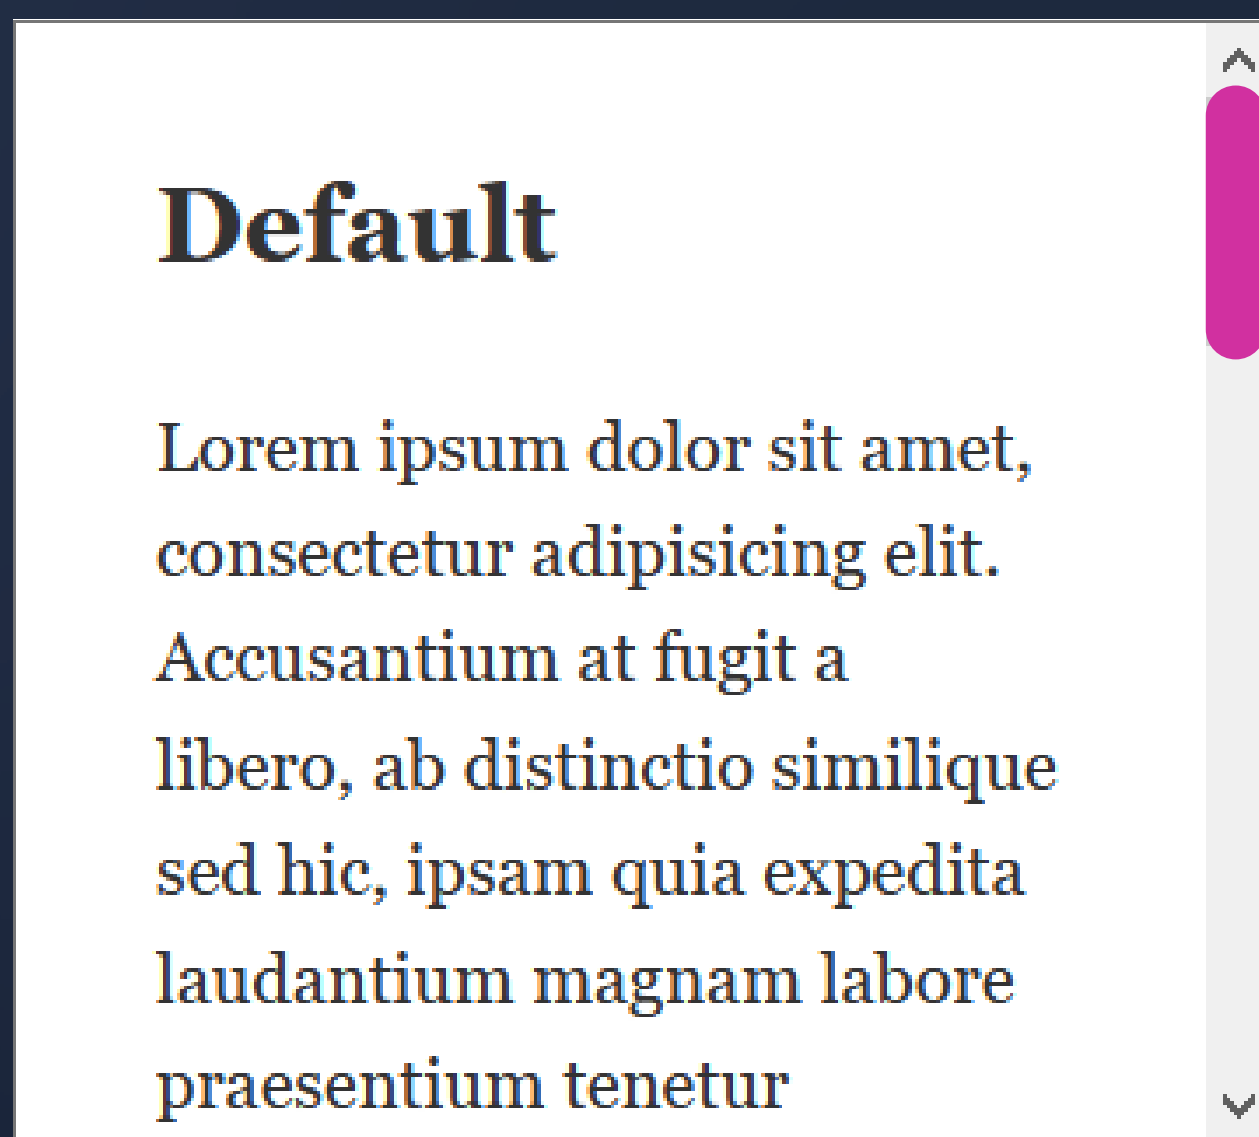 Default
Lorem ipsum dolor sit amet,
consectetur adipisicing elit.
Accusantium at fugit a
libero, ab distinctio similique
sed hic, ipsam quia expedita
laudantium magnam labore
praesentium tenetur